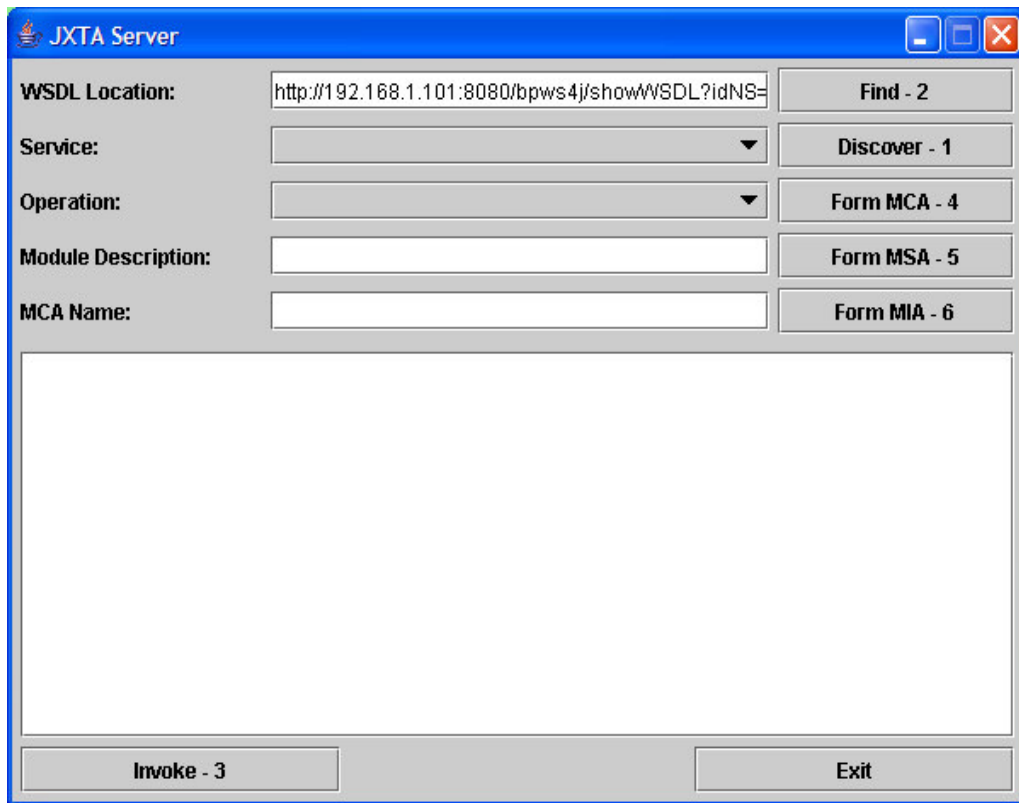 JXTA Server
WSDL Location: http://192.168.1.101:8080/bpws4j/showWSDL?idNS= Find - 2
Service: Discover - 1
Operation: Form MCA - 4
Module Description: Form MSA - 5
MCA Name: Form MIA - 6
Invoke - 3 Exit